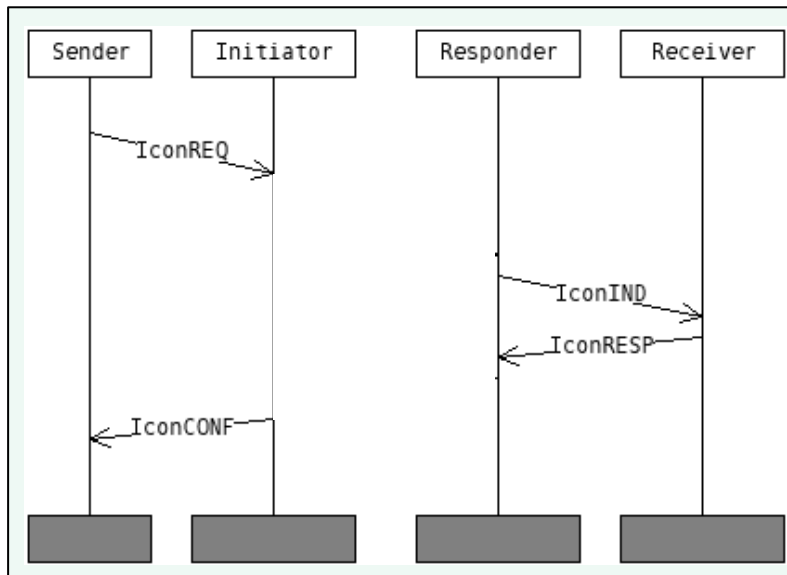 Sender Initiator Responder Receiver
IconREQ
IconIND
IconRESP
IconCONF